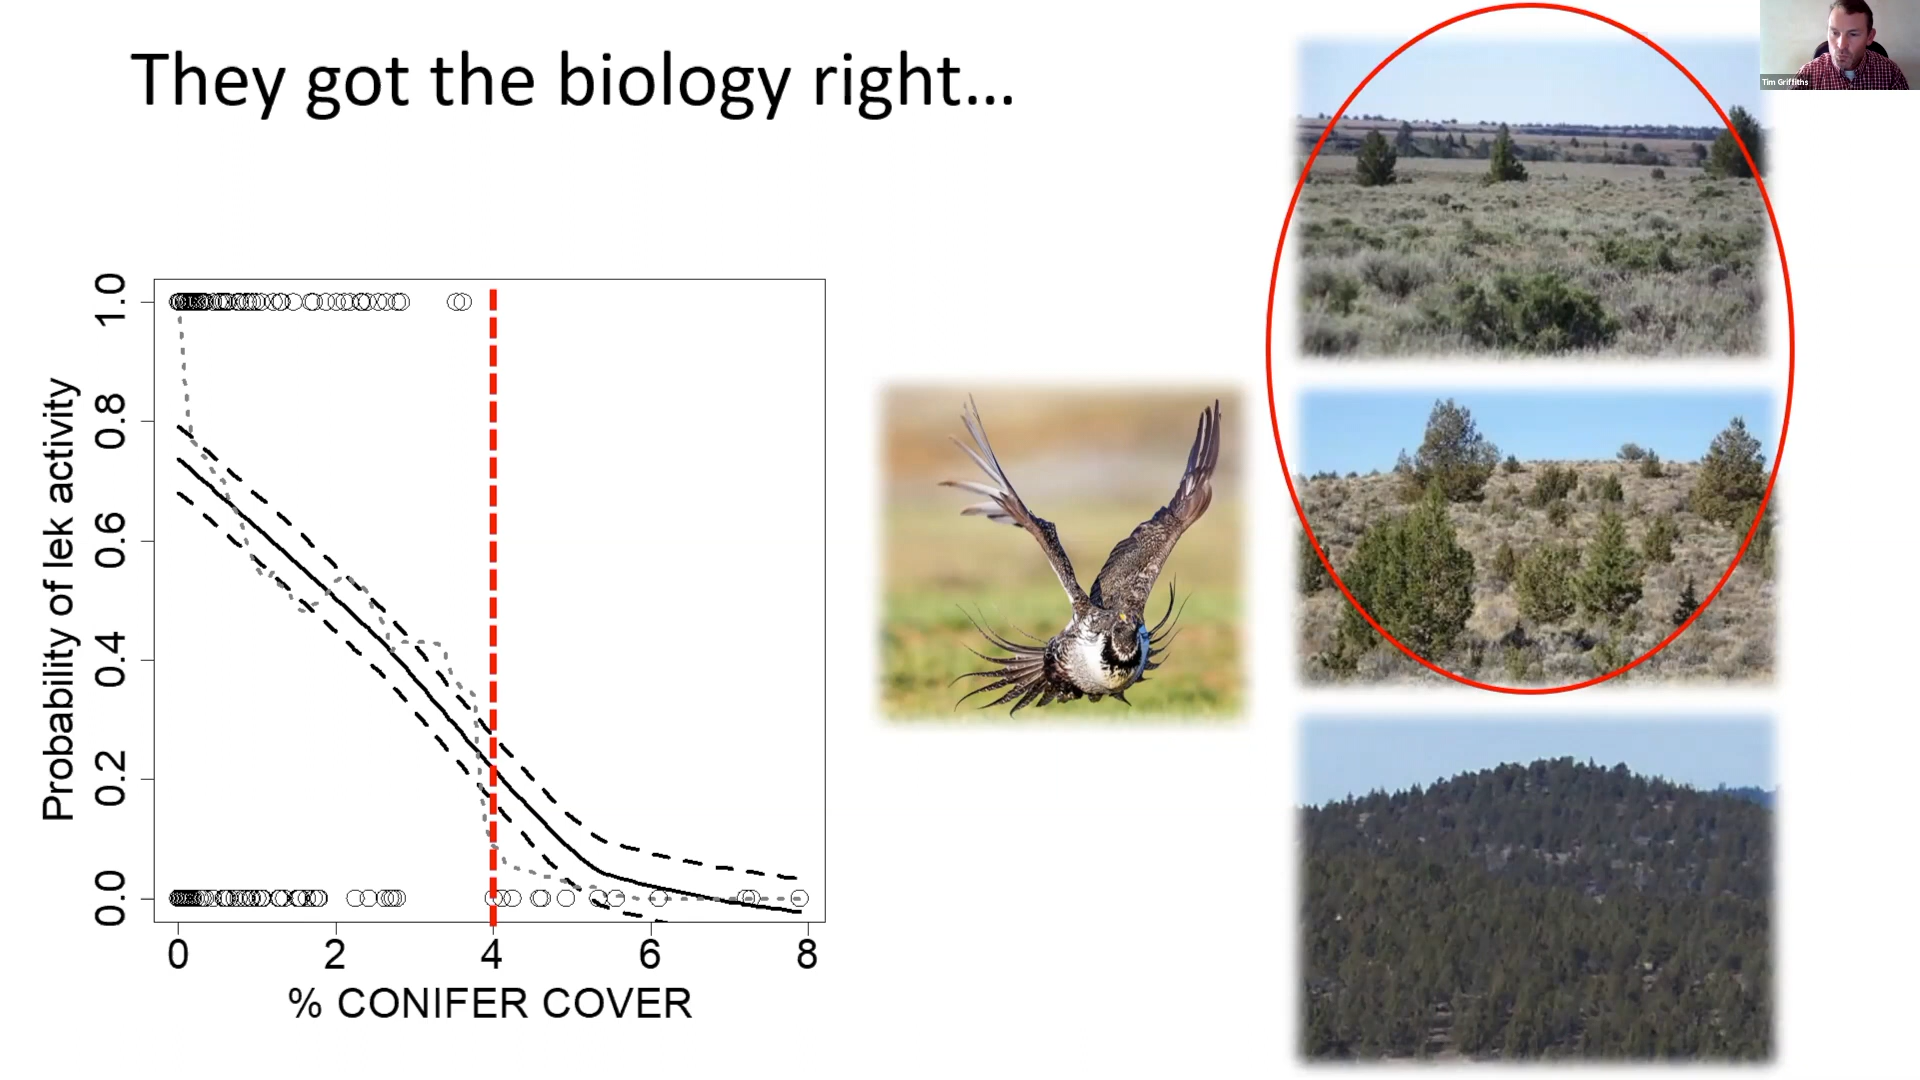 They got the biology right...
Tim Griffiths
Probability of lek activity
1.0
0.8
0.6
0.4
0.2
0.0
0 2 4 6 8
% CONIFER COVER